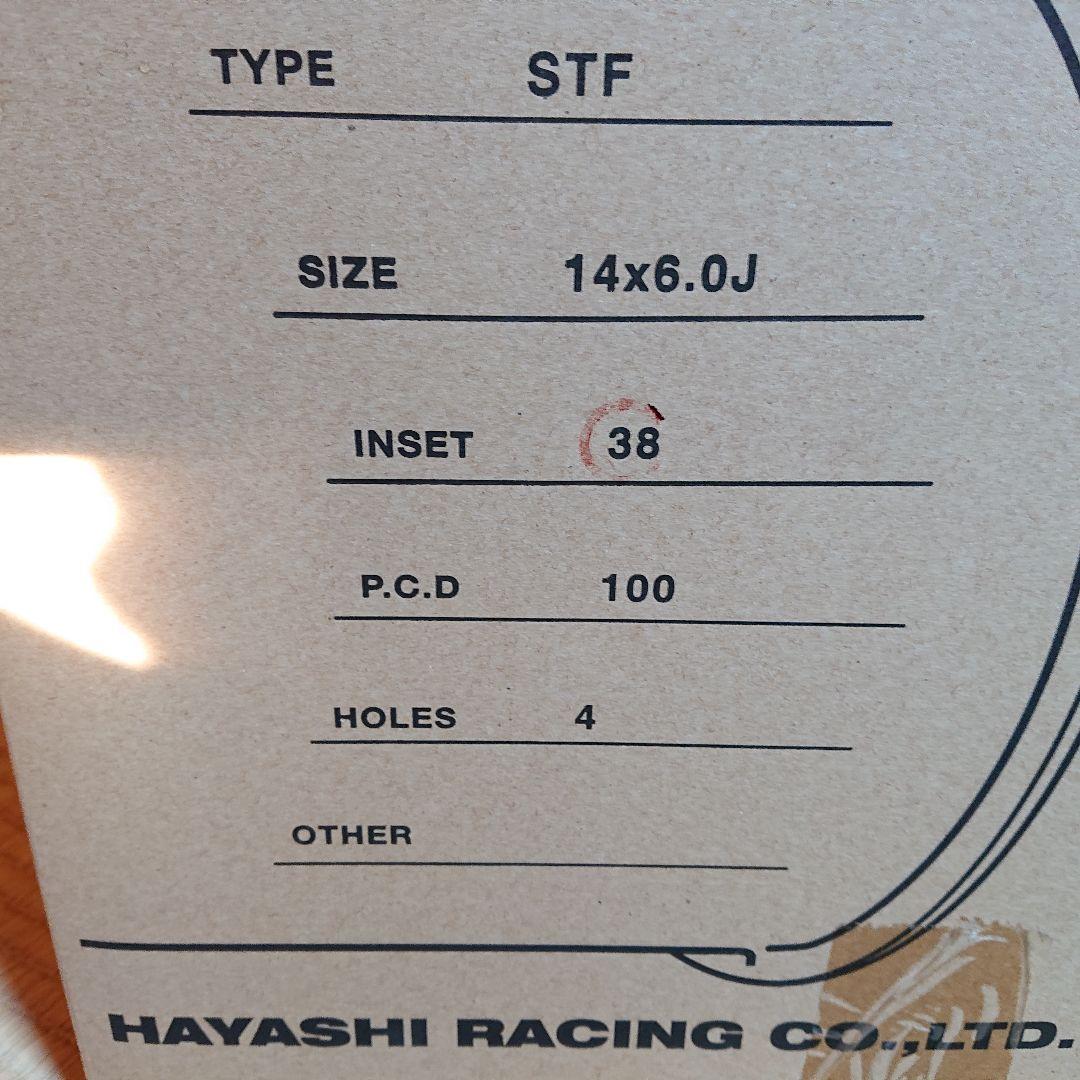 TYPE STF
SIZE 14x6.0J
INSET 38
P.C.D 100
HOLES 4
OTHER
HAYASHI RACING CO.,LTD.